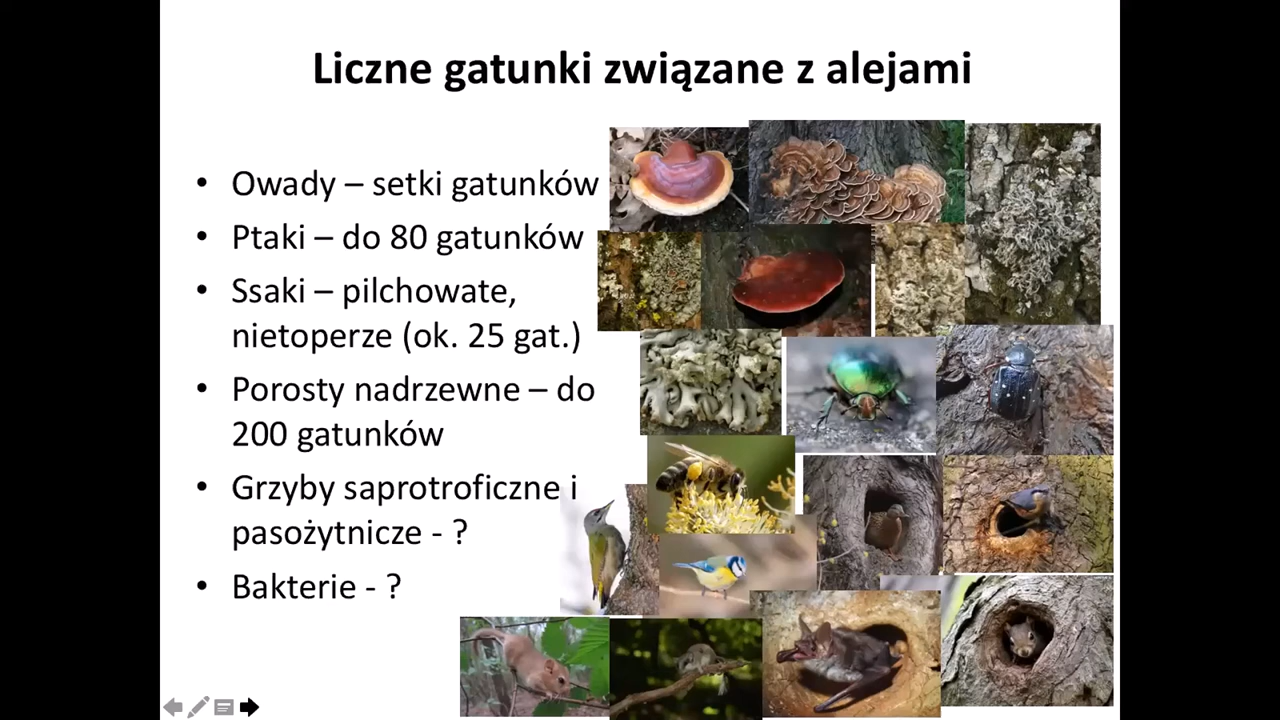 Liczne gatunki związane z alejami
• Owady – setki gatunków
• Ptaki – do 80 gatunków
• Ssaki – pilchowate,
nietoperze (ok. 25 gat.)
• Porosty nadrzewne – do
200 gatunków
• Grzyby saprotroficzne i
pasożytnicze - ?
• Bakterie - ?